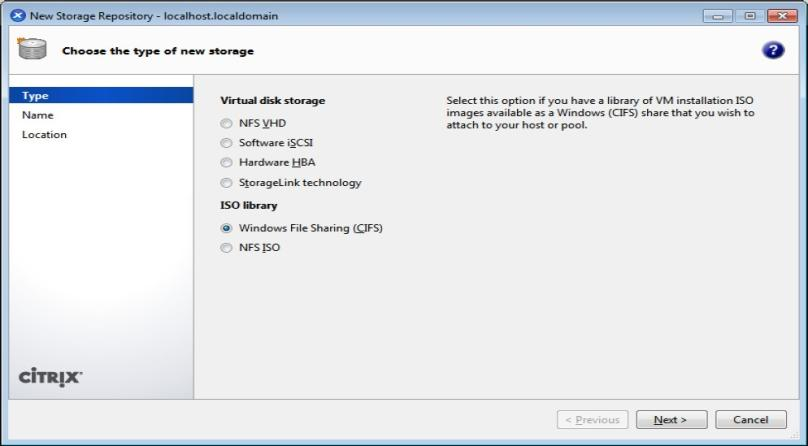 New Storage Repository - localhost.localdomain
Choose the type of new storage
?
Type
Name
Location
Virtual disk storage
NFS VHD
Software iSCSI
Hardware HBA
StorageLink technology
ISO library
Windows File Sharing (CIFS)
NFS ISO
Select this option if you have a library of VM installation ISO
images available as a Windows (CIFS) share that you wish to
attach to your host or pool.
CITRIX
< Previous
Next >
Cancel